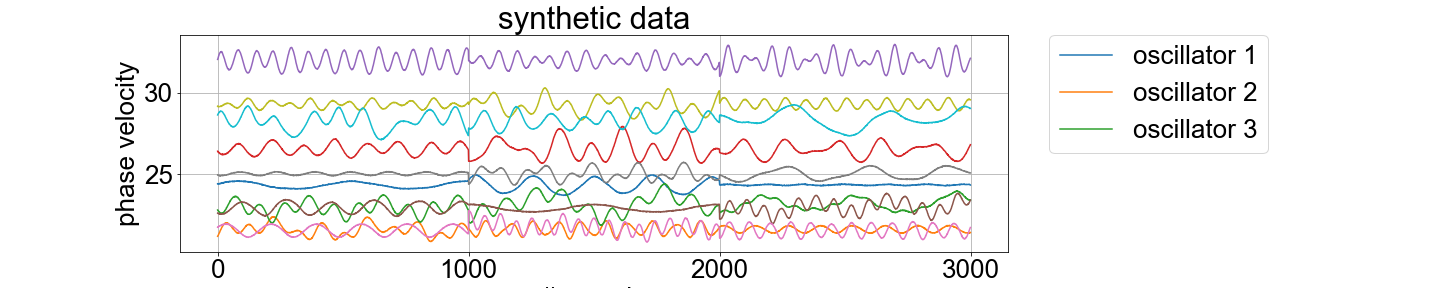 synthetic data
phase velocity
30
25
0 1000 2000 3000
oscillator 1
oscillator 2
oscillator 3